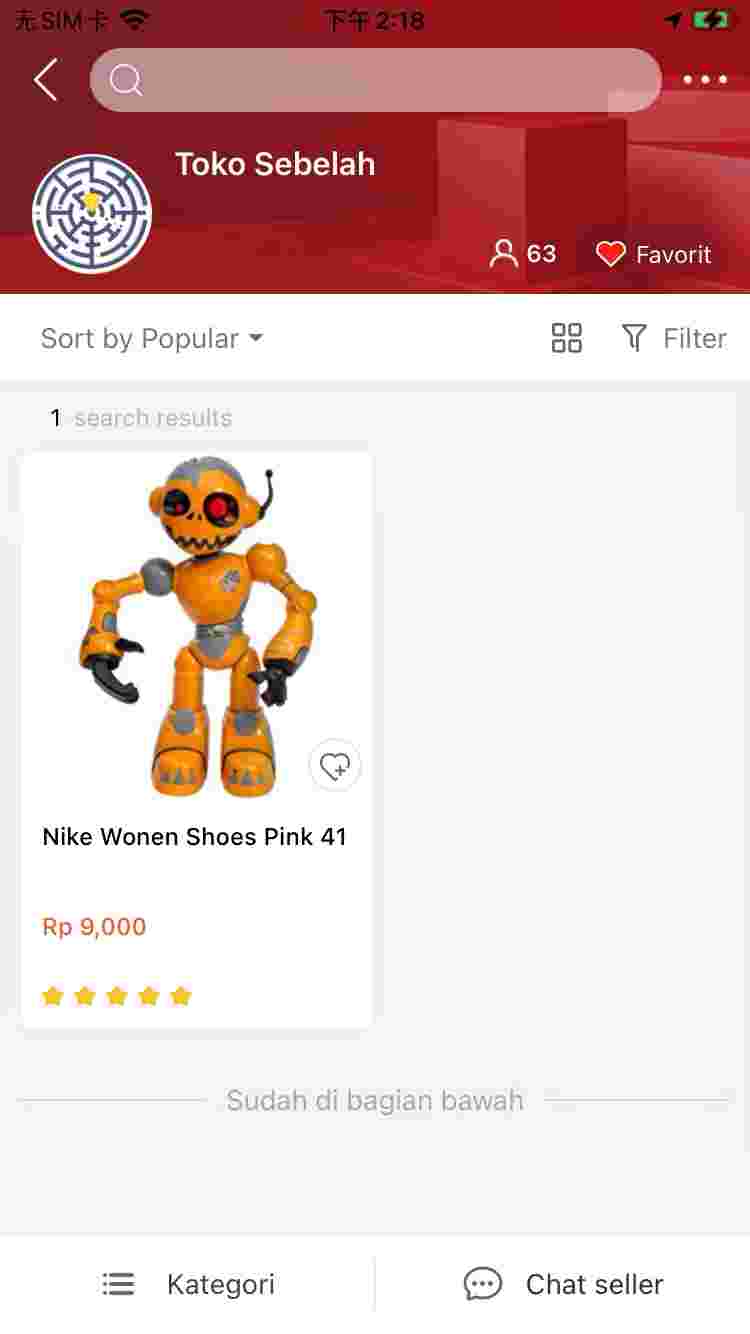 无SIM卡 下午2:18
Toko Sebelah
63 Favorit
Sort by Popular Filter
1 search results
Nike Wonen Shoes Pink 41
Rp 9,000
Sudah di bagian bawah
Kategori Chat seller